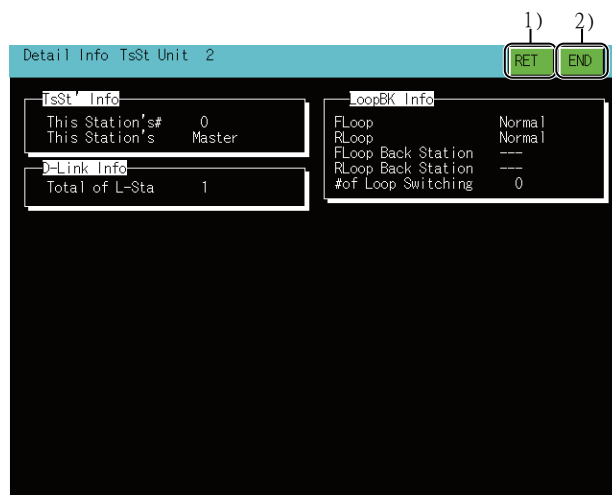 1) 2)
Detail Info TsSt Unit 2 RET END
TsSt' Info
This Station's# 0
This Station's Master
D-Link Info
Total of L-Sta 1
LoopBK Info
FLoop Normal
RLoop Normal
FLoop Back Station ---
RLoop Back Station ---
#of Loop Switching 0